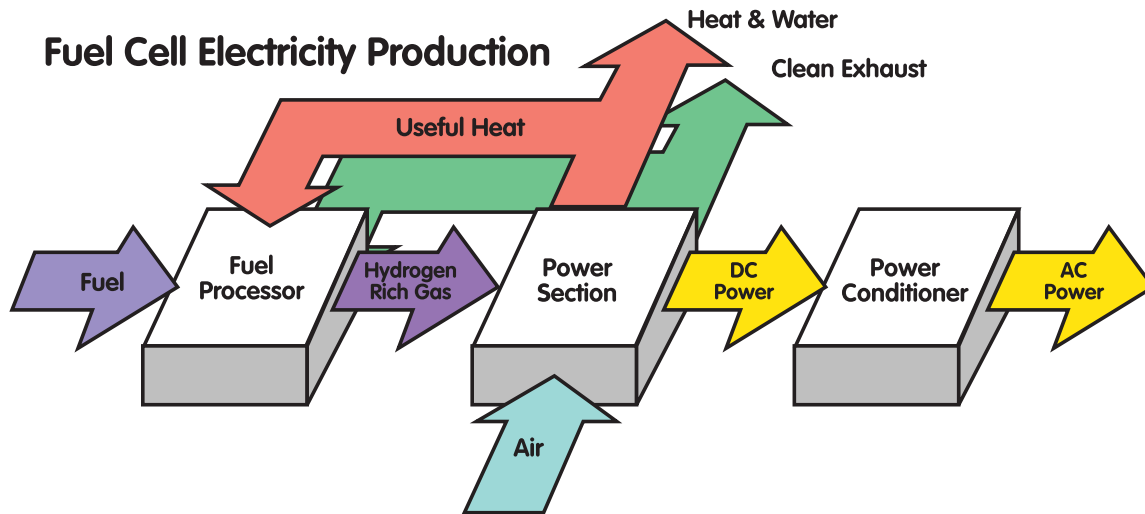 Heat & Water
Fuel Cell Electricity Production
Clean Exhaust
Useful Heat
Fuel
Fuel
Processor
Hydrogen
Rich Gas
Power
Section
DC
Power
Power
Conditioner
AC
Power
Air